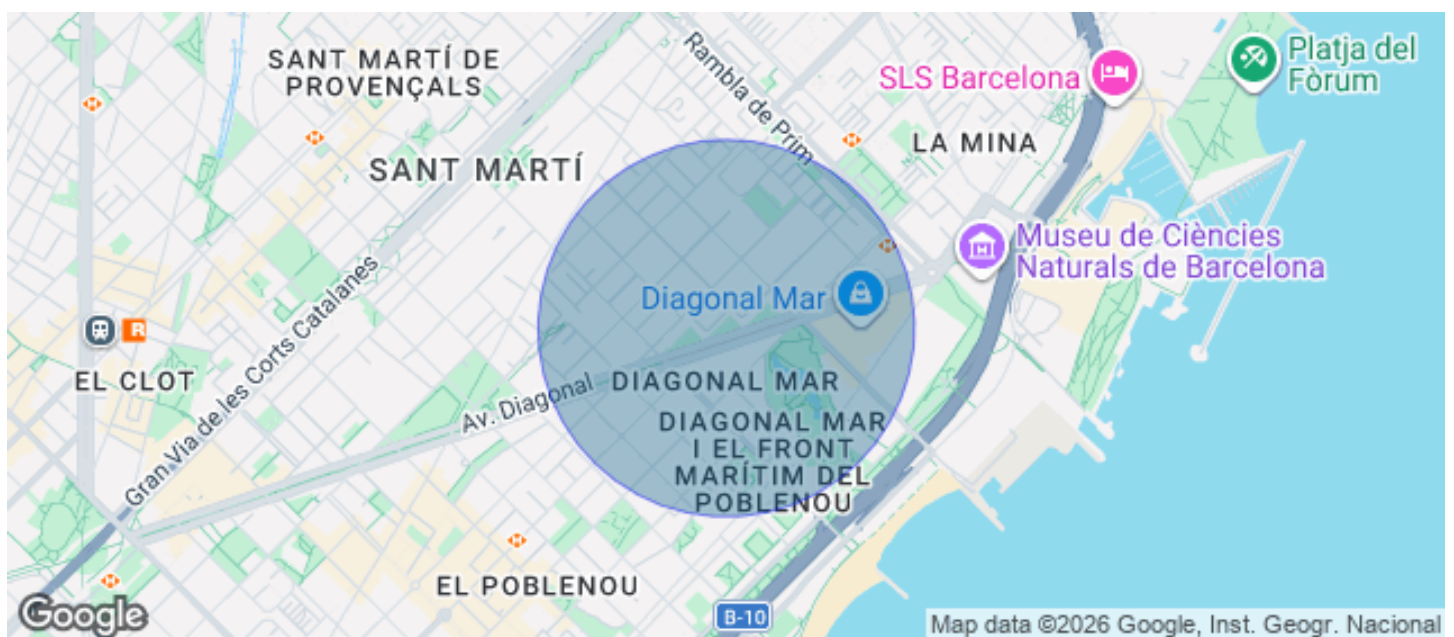 SANT MARTÍ DE
PROVENÇALS
Rambla de Prim
SLS Barcelona
Platja del
Fòrum
LA MINA
SANT MARTÍ
Museu de Ciències
Naturals de Barcelona
Diagonal Mar
Gran Via de les Corts Catalanes
R
EL CLOT
DIAGONAL MAR
Av. Diagonal
DIAGONAL MAR
I EL FRONT
MARÍTIM DEL
POBLENOU
EL POBLENOU
B-10
Google
Map data ©2026 Google, Inst. Geogr. Nacional